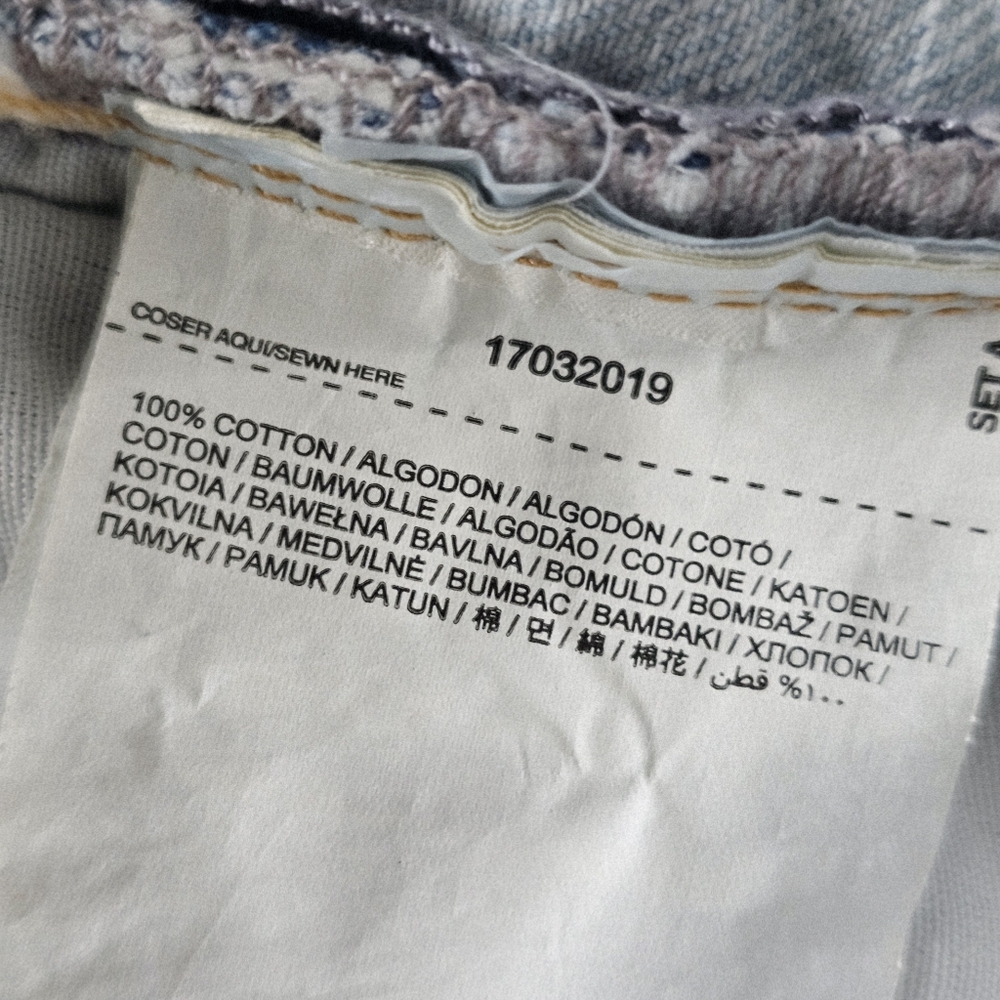 17032019
COSER AQUI/SEWN HERE
SET A
100% COTTON / ALGODON / ALGODÓN / COTÓ /
COTON / BAUMWOLLE / ALGODÃO / COTONE / KATOEN /
KOTOIA / BAWEŁNA / BAVLNA / BOMULD / BOMBAŽ / PAMUT /
KOKVILNA / MEDVILNĖ / BUMBAC / BAMBAKI / ХЛОПОК /
ПАМУК / PAMUK / KATUN / 棉 / 면 / 綿 / 棉花 / قطن %١٠٠